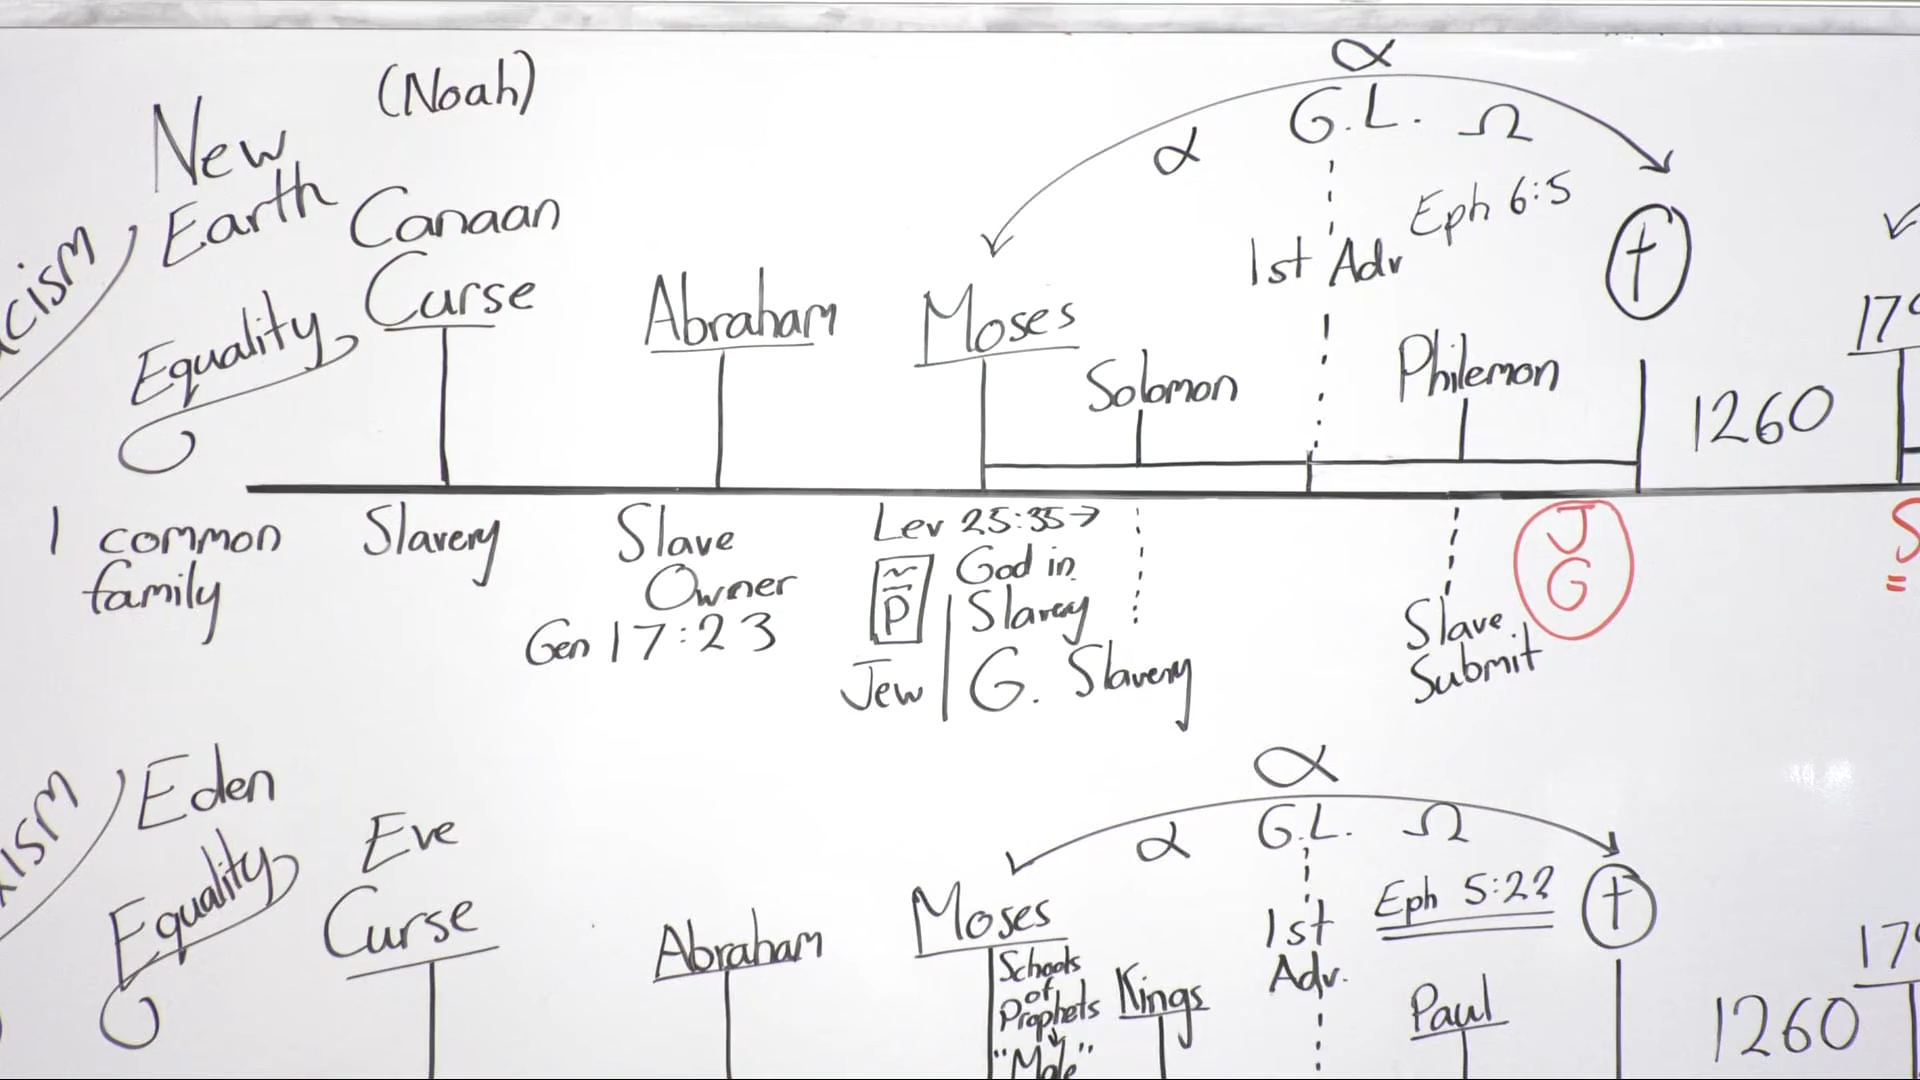 (Noah)
New
Earth
Canaan
Curse
Equality
Abraham
Moses
Solomon
α
α
G.L.
Ω
1st Adv
Eph 6:5
Philemon
†
1260
1 common
family
Slavery
Slave
Owner
Gen 17:23
Lev 25:35→
P
Jew
God in
Slavery
G. Slavery
Slave
Submit
J
G
Eden
Equality
Eve
Curse
Abraham
Moses
Schools
of
Prophets
"Male"
Kings
α
α
G.L.
Ω
1st
Adv.
Eph 5:22
†
Paul
1260